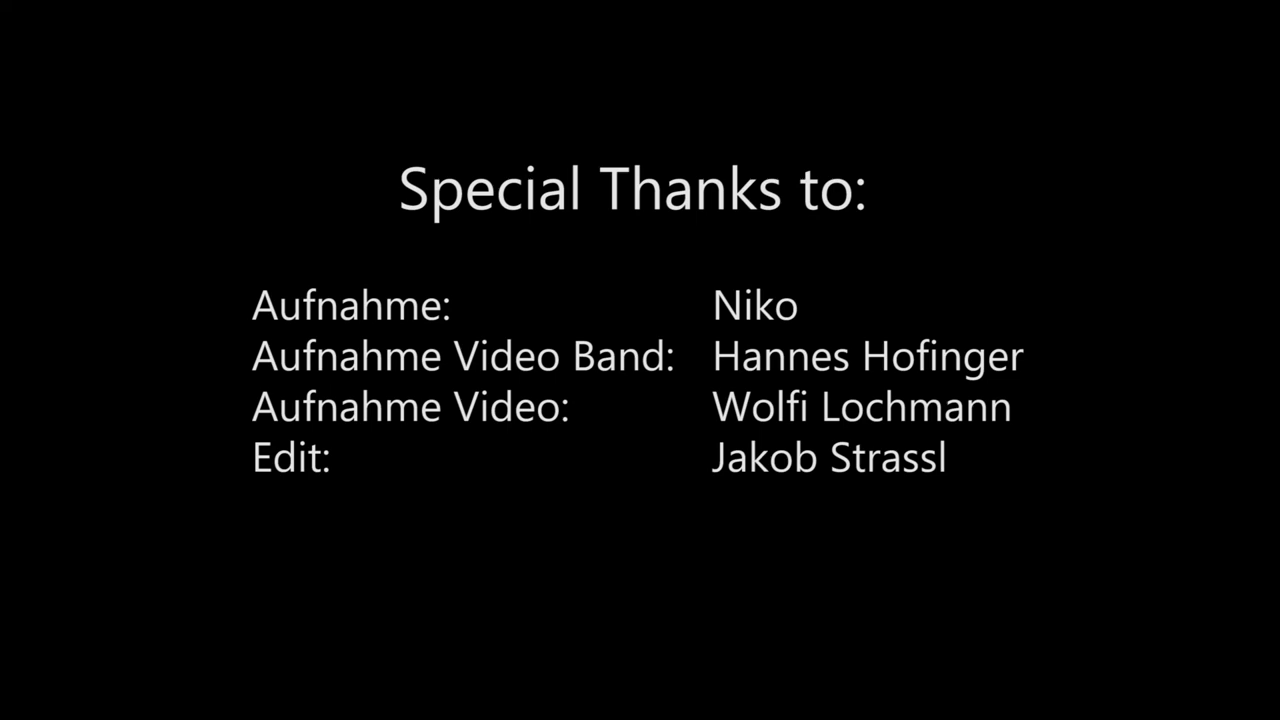 Special Thanks to:
Aufnahme: Niko
Aufnahme Video Band: Hannes Hofinger
Aufnahme Video: Wolfi Lochmann
Edit: Jakob Strassl